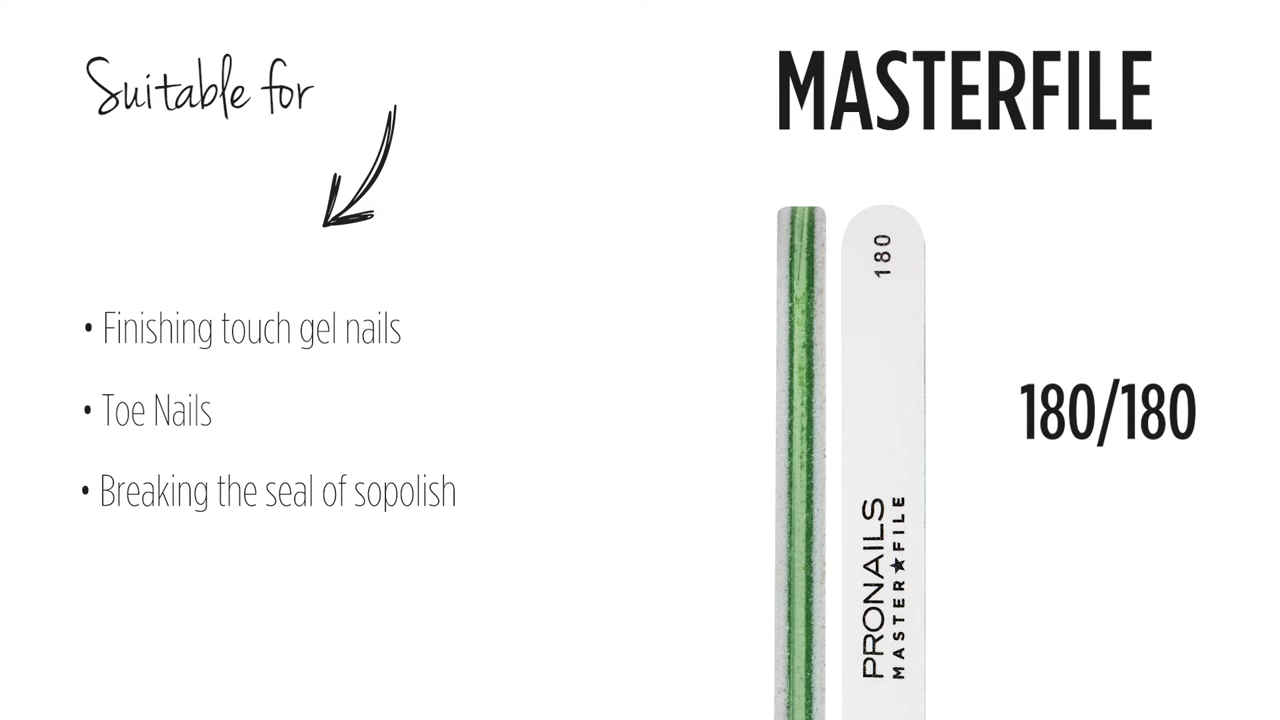 Suitable for
• Finishing touch gel nails
• Toe Nails
• Breaking the seal of sopolish
MASTERFILE
180
PRONAILS
MASTER★FILE
180/180